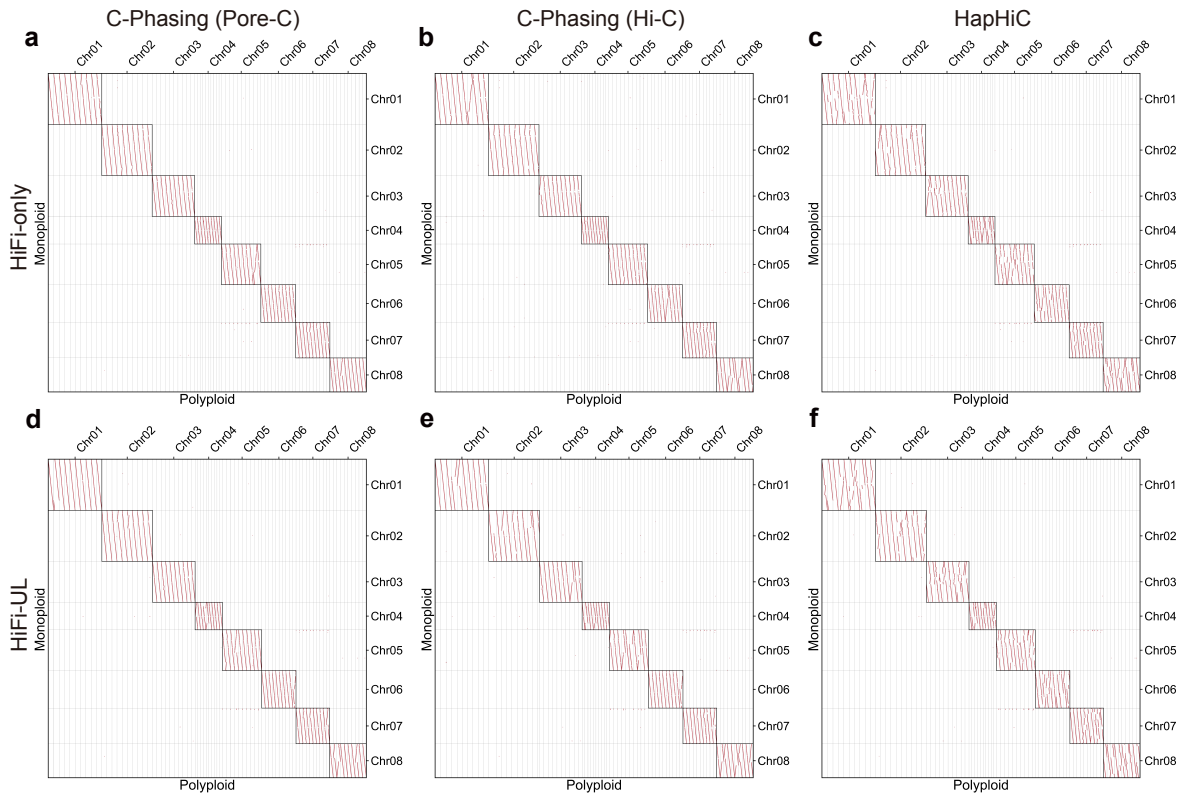 C-Phasing (Pore-C)
C-Phasing (Hi-C)
HapHiC
a
Chr01
Chr02
Chr03
Chr04
Chr05
Chr06
Chr07
Chr08
b
Chr01
Chr02
Chr03
Chr04
Chr05
Chr06
Chr07
Chr08
c
Chr01
Chr02
Chr03
Chr04
Chr05
Chr06
Chr07
Chr08
HiFi-only
Monoploid
Chr01
Chr02
Chr03
Chr04
Chr05
Chr06
Chr07
Chr08
Polyploid
Monoploid
Chr01
Chr02
Chr03
Chr04
Chr05
Chr06
Chr07
Chr08
Polyploid
Monoploid
Chr01
Chr02
Chr03
Chr04
Chr05
Chr06
Chr07
Chr08
Polyploid
d
Chr01
Chr02
Chr03
Chr04
Chr05
Chr06
Chr07
Chr08
e
Chr01
Chr02
Chr03
Chr04
Chr05
Chr06
Chr07
Chr08
f
Chr01
Chr02
Chr03
Chr04
Chr05
Chr06
Chr07
Chr08
HiFi-UL
Monoploid
Chr01
Chr02
Chr03
Chr04
Chr05
Chr06
Chr07
Chr08
Polyploid
Monoploid
Chr01
Chr02
Chr03
Chr04
Chr05
Chr06
Chr07
Chr08
Polyploid
Monoploid
Chr01
Chr02
Chr03
Chr04
Chr05
Chr06
Chr07
Chr08
Polyploid